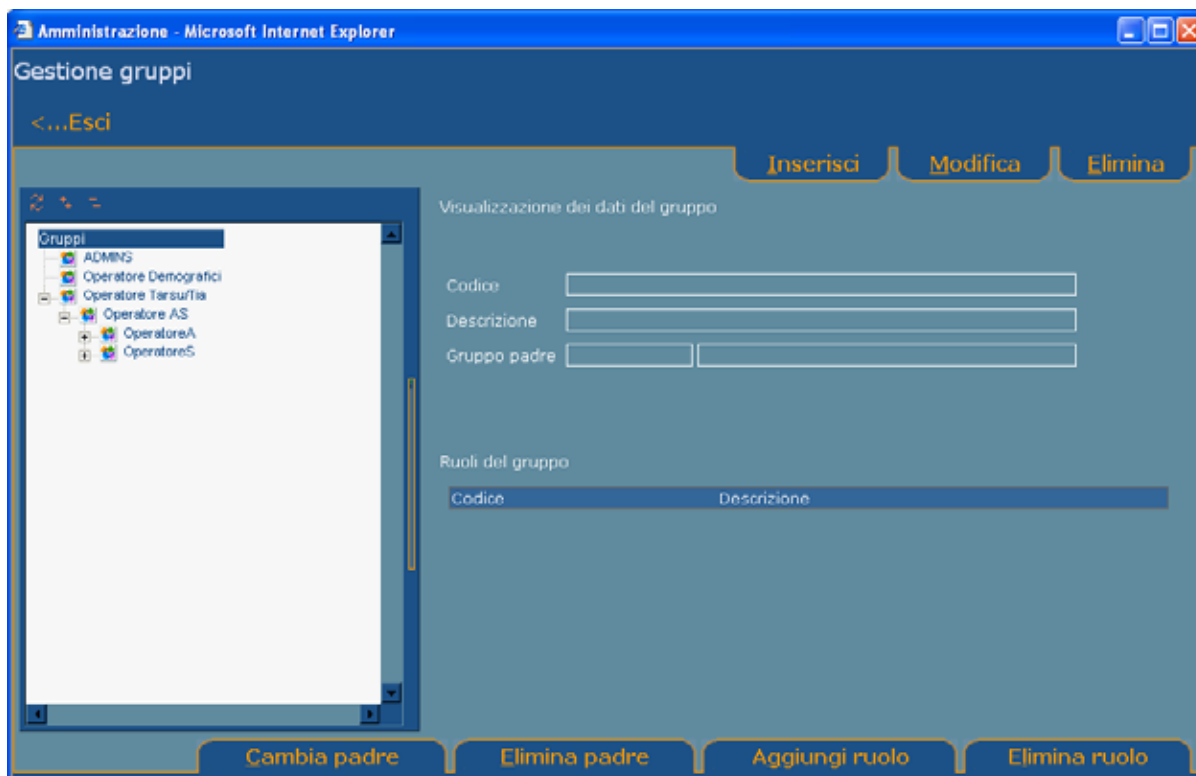 Amministrazione - Microsoft Internet Explorer
Gestione gruppi
<...Esci
Inserisci Modifica Elimina
Visualizzazione dei dati del gruppo
Gruppi
ADMINS
Operatore Demografici
Operatore Tarsu/Tia
Operatore AS
OperatoreA
OperatoreS
Codice
Descrizione
Gruppo padre
Ruoli del gruppo
Codice Descrizione
Cambia padre Elimina padre Aggiungi ruolo Elimina ruolo